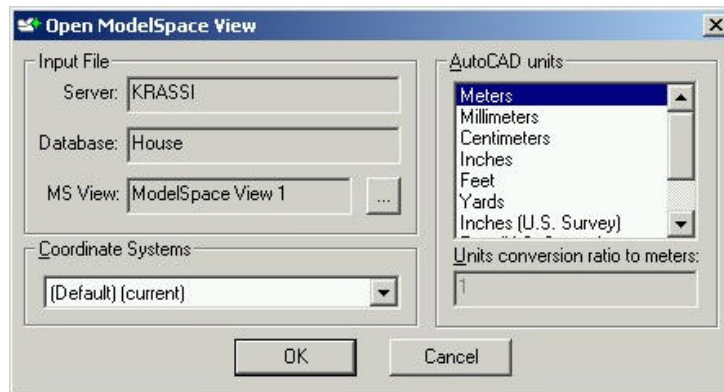 Open ModelSpace View
Input File
Server: KRASSI
Database: House
MS View: ModelSpace View 1 ...
Coordinate Systems
(Default) (current)
AutoCAD units
Meters
Millimeters
Centimeters
Inches
Feet
Yards
Inches (U.S. Survey)
Units conversion ratio to meters:
1
OK Cancel